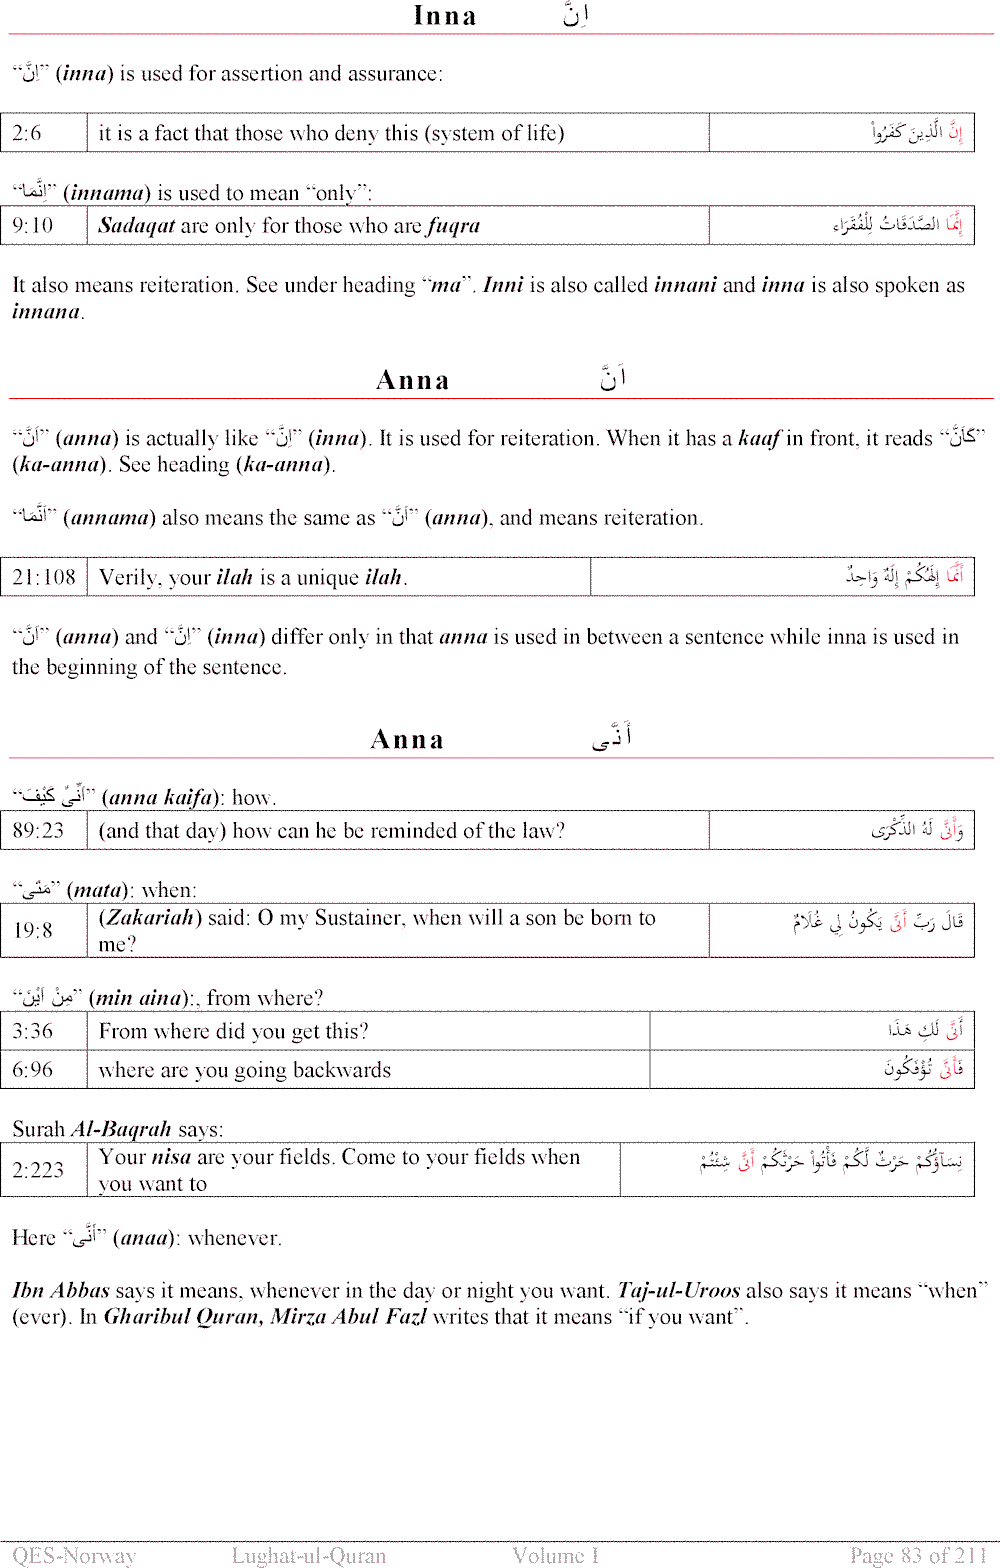 Inna اِنَّ
“اِنَّ” (inna) is used for assertion and assurance:
2:6 it is a fact that those who deny this (system of life) إِنَّ الَّذِينَ كَفَرُواْ
“اِنَّمَا” (innama) is used to mean “only”:
9:10 Sadaqat are only for those who are fuqra إِنَّمَا الصَّدَقَاتُ لِلْفُقَرَاء
It also means reiteration. See under heading “ma”. Inni is also called innani and inna is also spoken as
innana.
Anna اَنَّ
“اَنَّ” (anna) is actually like “اِنَّ” (inna). It is used for reiteration. When it has a kaaf in front, it reads “كَاَنَّ”
(ka-anna). See heading (ka-anna).
“اَنَّمَا” (annama) also means the same as “اَنَّ” (anna), and means reiteration.
21:108 Verily, your ilah is a unique ilah. أَنَّمَا إِلَهُكُمْ إِلَهٌ وَاحِدٌ
“اَنَّ” (anna) and “اِنَّ” (inna) differ only in that anna is used in between a sentence while inna is used in
the beginning of the sentence.
Anna أَنَّى
“اَنِّىٌ كَيْفَ” (anna kaifa): how.
89:23 (and that day) how can he be reminded of the law? وَأَنَّى لَهُ الذِّكْرَى
“مَتٰى” (mata): when:
19:8 (Zakariah) said: O my Sustainer, when will a son be born to قَالَ رَبِّ أَنَّى يَكُونُ لِي غُلَامٌ
me?
“مِنْ اَيْنَ” (min aina):, from where?
3:36 From where did you get this? أَنَّى لَكِ هَذَا
6:96 where are you going backwards فَأَنَّى تُؤْفَكُونَ
Surah Al-Baqrah says:
2:223 Your nisa are your fields. Come to your fields when نِسَآؤُكُمْ حَرْثٌ لَّكُمْ فَأْتُواْ حَرْثَكُمْ أَنَّى شِئْتُمْ
you want to
Here “اَنَّى” (anaa): whenever.
Ibn Abbas says it means, whenever in the day or night you want. Taj-ul-Uroos also says it means “when”
(ever). In Gharibul Quran, Mirza Abul Fazl writes that it means “if you want”.
QES-Norway Lughat-ul-Quran Volume I Page 83 of 211